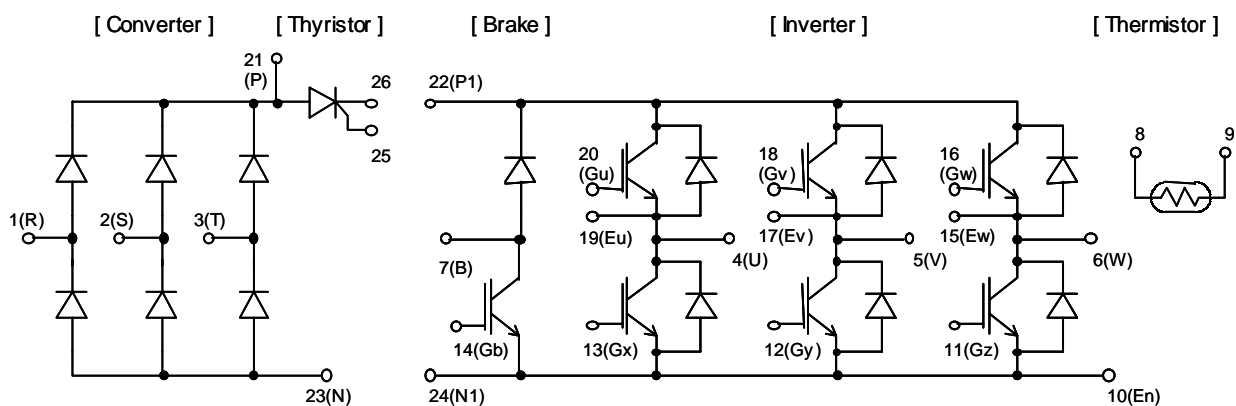 [ Converter ] [ Thyristor ] [ Brake ] [ Inverter ] [ Thermistor ]
21
(P)
26
25
22(P1)
20
(Gu)
18
(Gv)
16
(Gw)
8
9
1(R)
2(S)
3(T)
19(Eu)
17(Ev)
15(Ew)
7(B)
4(U)
5(V)
6(W)
14(Gb)
13(Gx)
12(Gy)
11(Gz)
23(N)
24(N1)
10(En)